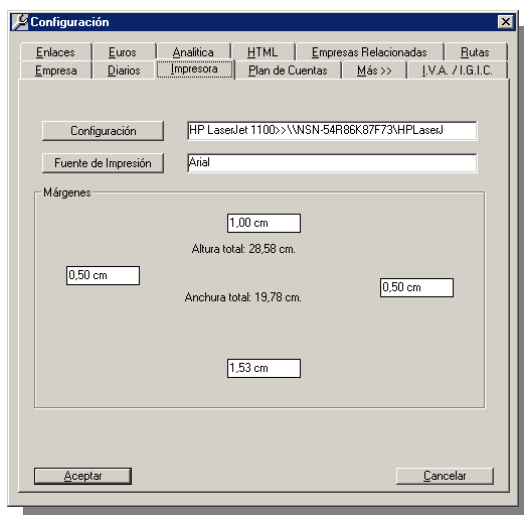 Configuración
Enlaces Euros Analitica HTML Empresas Relacionadas Rutas
Empresa Diarios Impresora Plan de Cuentas Más >> I.V.A. / I.G.I.C.
Configuración HP LaserJet 1100>>\\NSN-54R86K87F73\HPLaserJ
Fuente de Impresión Arial
Márgenes
1,00 cm
Altura total: 28,58 cm.
0,50 cm
0,50 cm
Anchura total: 19,78 cm.
1,53 cm
Aceptar Cancelar